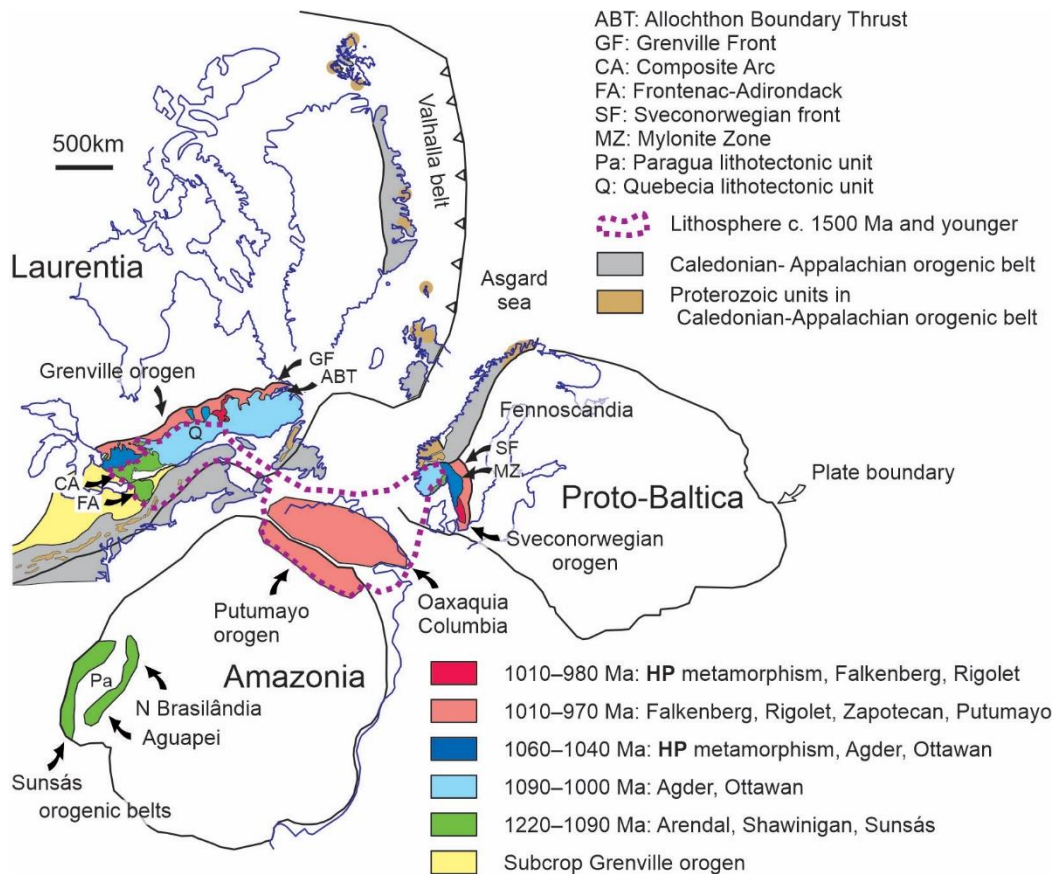 ABT: Allochthon Boundary Thrust
GF: Grenville Front
CA: Composite Arc
FA: Frontenac-Adirondack
SF: Sveconorwegian front
MZ: Mylonite Zone
Pa: Paragua lithotectonic unit
Q: Quebecia lithotectonic unit
Lithosphere c. 1500 Ma and younger
Caledonian- Appalachian orogenic belt
Proterozoic units in
Caledonian-Appalachian orogenic belt
500km
Valhalla belt
Laurentia
Asgard
sea
Grenville orogen
GF
ABT
Q
CA
FA
Fennoscandia
SF
MZ
Proto-Baltica
Plate boundary
Sveconorwegian
orogen
Putumayo
orogen
Oaxaquia
Columbia
Amazonia
Pa
N Brasilândia
Aguapei
Sunsás
orogenic belts
1010–980 Ma: HP metamorphism, Falkenberg, Rigolet
1010–970 Ma: Falkenberg, Rigolet, Zapotecan, Putumayo
1060–1040 Ma: HP metamorphism, Agder, Ottawan
1090–1000 Ma: Agder, Ottawan
1220–1090 Ma: Arendal, Shawinigan, Sunsás
Subcrop Grenville orogen